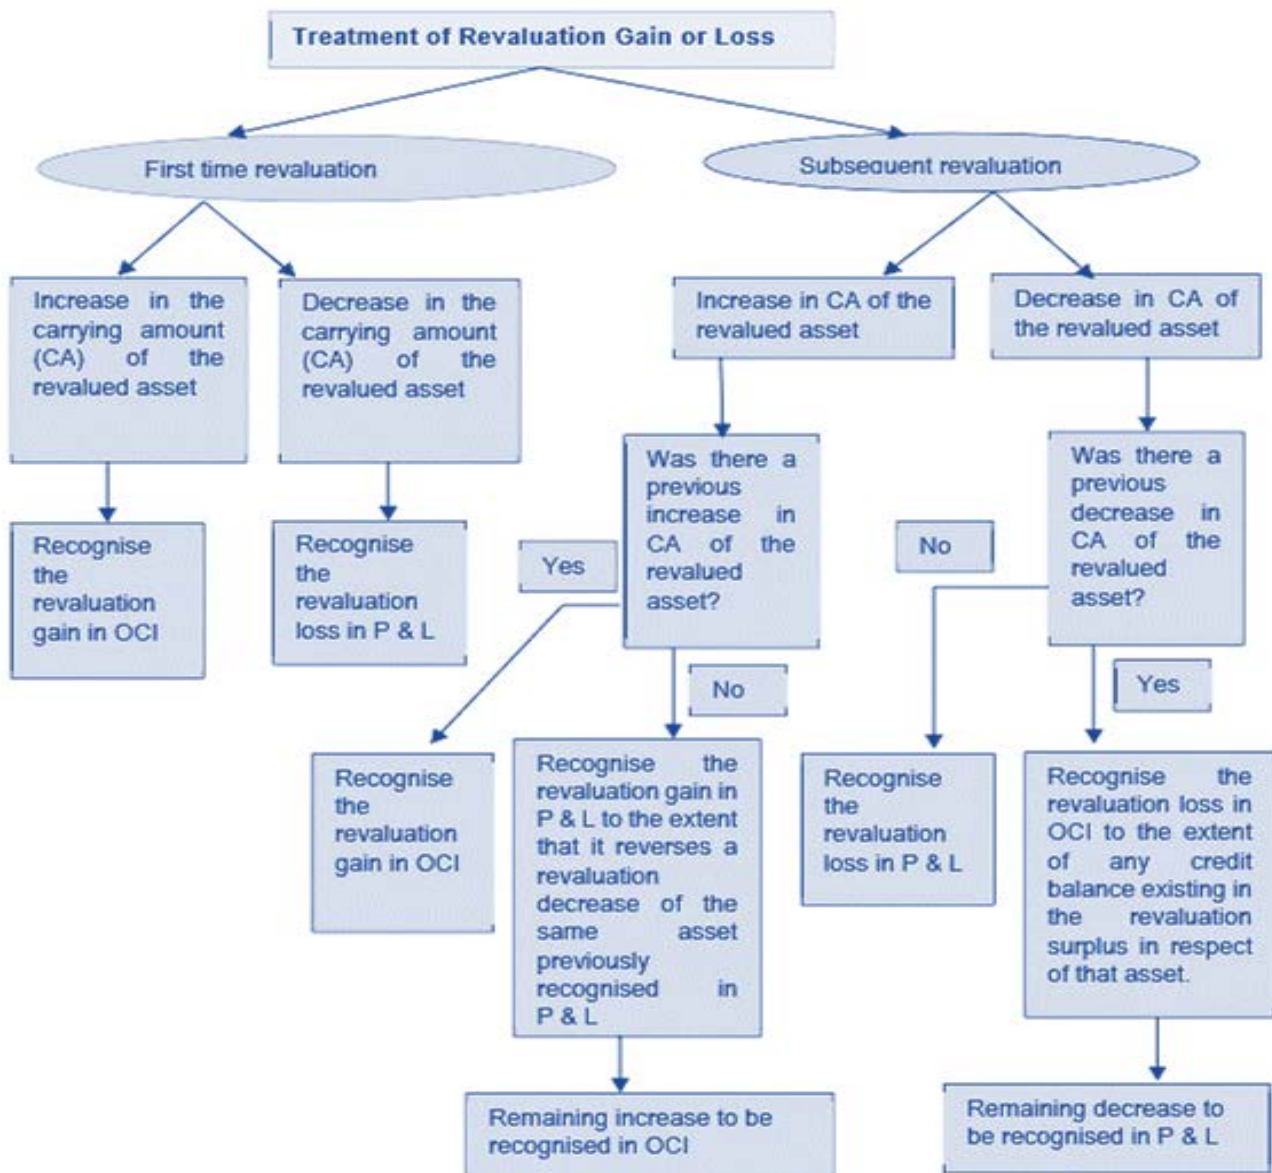 Treatment of Revaluation Gain or Loss
First time revaluation
Subsequent revaluation
Increase in the
carrying amount
(CA) of the
revalued asset
Decrease in the
carrying amount
(CA) of the
revalued asset
Increase in CA of the
revalued asset
Decrease in CA of
the revalued asset
Recognise
the
revaluation
gain in OCI
Recognise
the
revaluation
loss in P & L
Was there a
previous
increase in
CA of the
revalued
asset?
Was there a
previous
decrease in
CA of the
revalued
asset?
Yes
No
No
Yes
Recognise
the
revaluation
gain in OCI
Recognise the
revaluation gain in
P & L to the extent
that it reverses a
revaluation
decrease of the
same asset
previously
recognised in
P & L
Recognise
the
revaluation
loss in P & L
Recognise the
revaluation loss in
OCI to the extent
of any credit
balance existing in
the revaluation
surplus in respect
of that asset.
Remaining increase to be
recognised in OCI
Remaining decrease to
be recognised in P & L